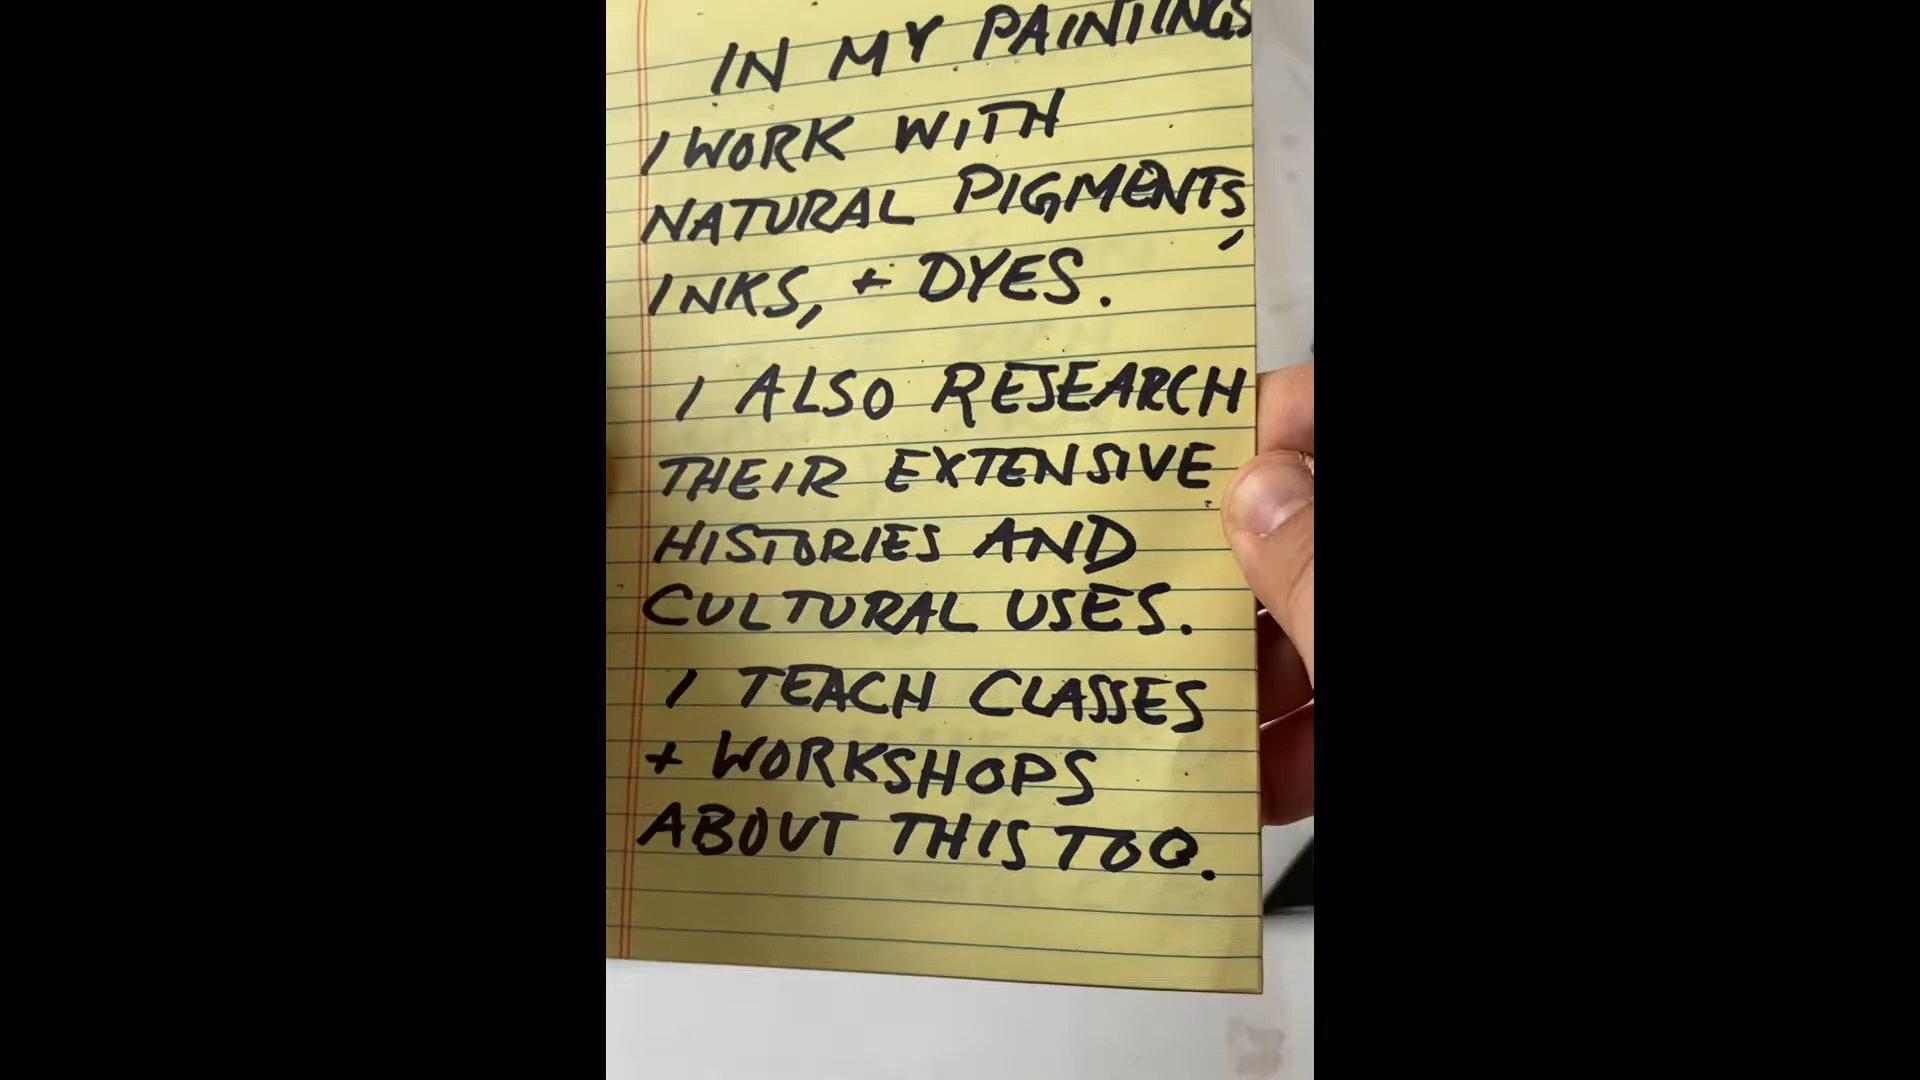 IN MY PAINTINGS
I WORK WITH
NATURAL PIGMENTS,
INKS, + DYES.
I ALSO RESEARCH
THEIR EXTENSIVE
HISTORIES AND
CULTURAL USES.
I TEACH CLASSES
+ WORKSHOPS
ABOUT THIS TOO.